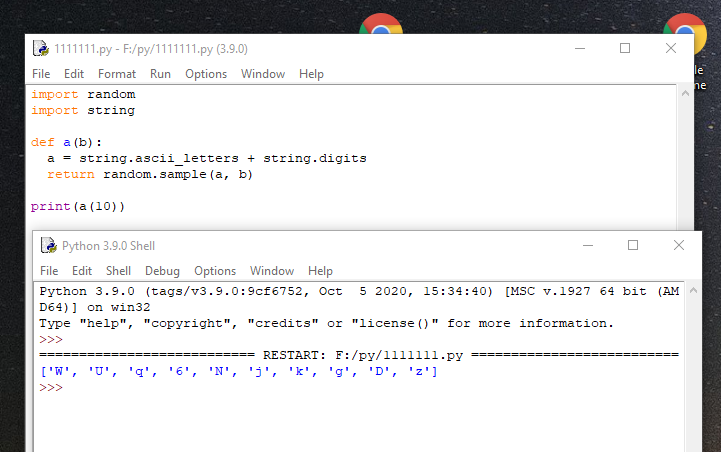 1111111.py - F:/py/1111111.py (3.9.0)
File Edit Format Run Options Window Help
import random
import string
def a(b):
  a = string.ascii_letters + string.digits
  return random.sample(a, b)
print(a(10))
Python 3.9.0 Shell
File Edit Shell Debug Options Window Help
Python 3.9.0 (tags/v3.9.0:9cf6752, Oct  5 2020, 15:34:40) [MSC v.1927 64 bit (AM
D64)] on win32
Type "help", "copyright", "credits" or "license()" for more information.
>>>
=========================== RESTART: F:/py/1111111.py ==========================
['W', 'U', 'q', '6', 'N', 'j', 'k', 'g', 'D', 'z']
>>>